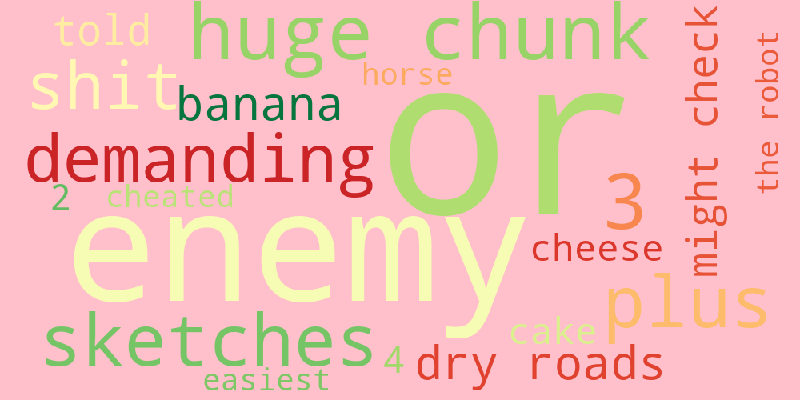 told
huge chunk
shit
horse
banana
or
might check
the robot
demanding
2
cheated
3
enemy
cheese
plus
sketches
cake
4
dry roads
easiest